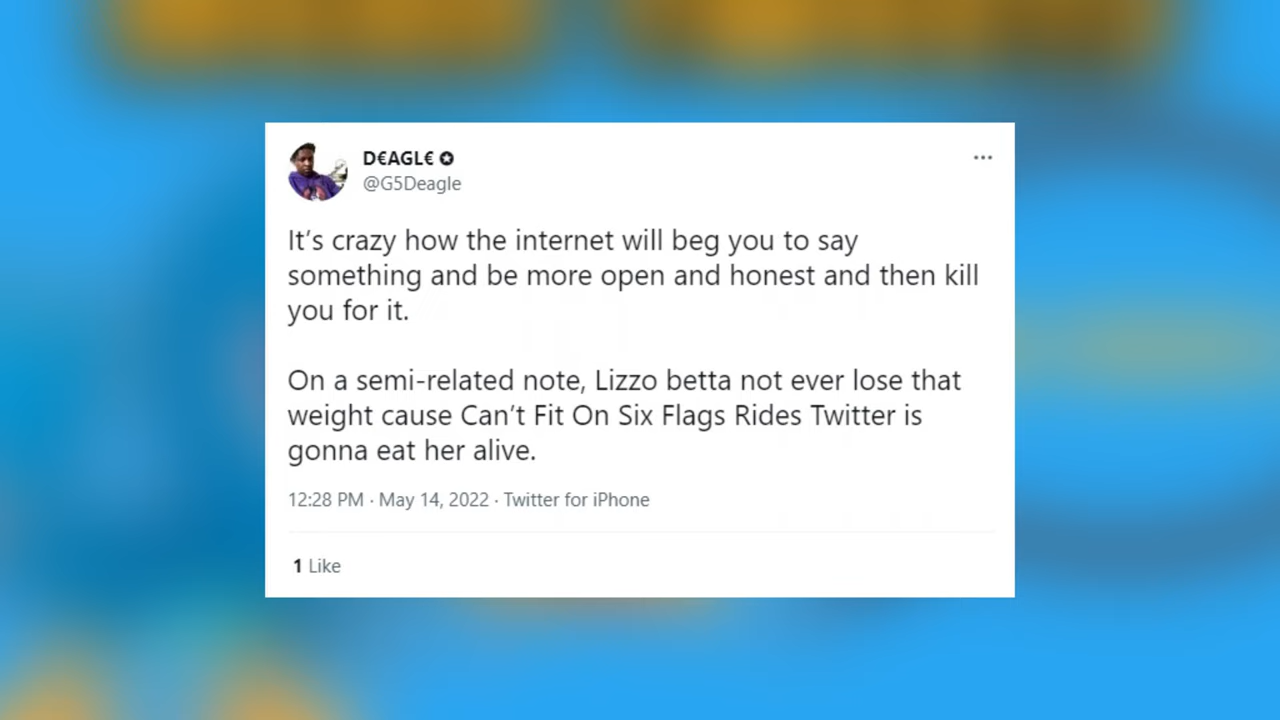 D€AGL€ ✪
@G5Deagle
It’s crazy how the internet will beg you to say
something and be more open and honest and then kill
you for it.
On a semi-related note, Lizzo betta not ever lose that
weight cause Can’t Fit On Six Flags Rides Twitter is
gonna eat her alive.
12:28 PM · May 14, 2022 · Twitter for iPhone
1 Like